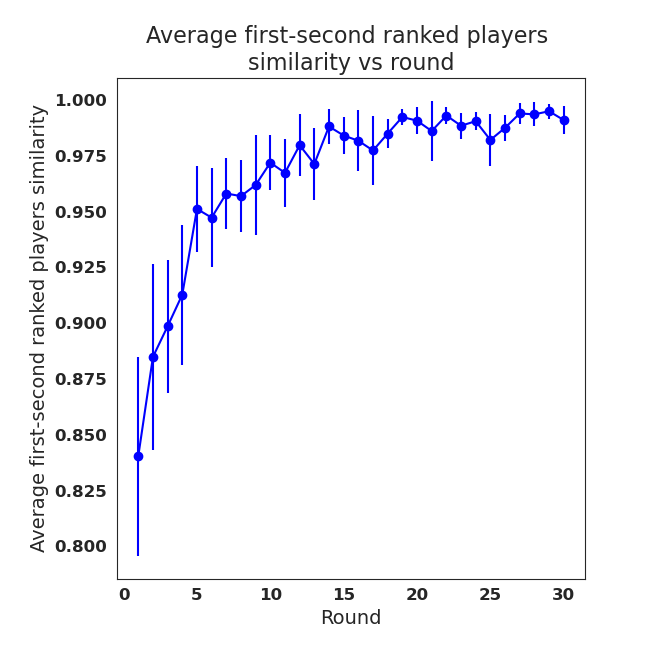 Average first-second ranked players
similarity vs round
Average first-second ranked players similarity
1.000
0.975
0.950
0.925
0.900
0.875
0.850
0.825
0.800
0 5 10 15 20 25 30
Round